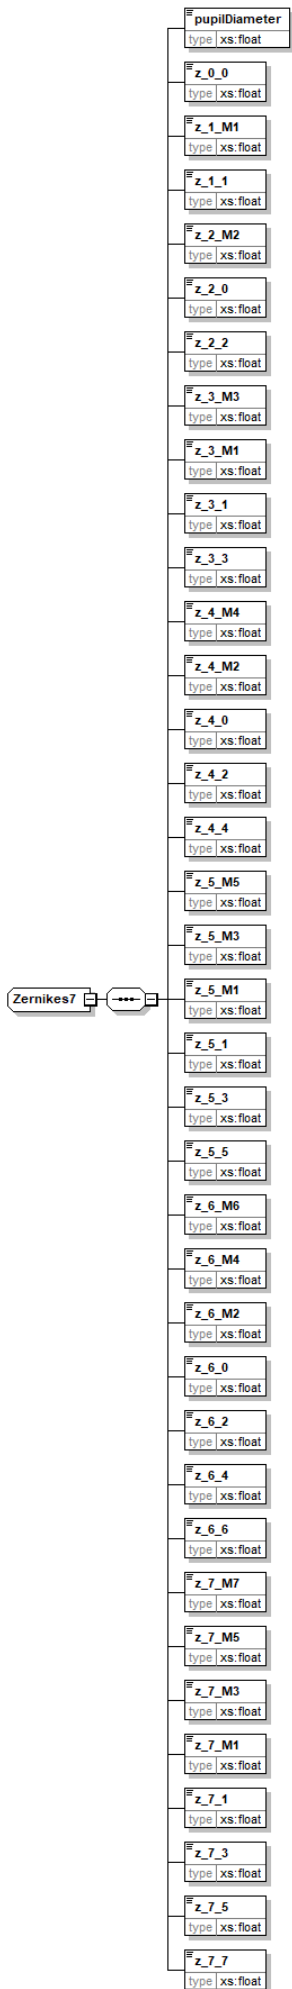 pupilDiameter
type xs:float
z_0_0
type xs:float
z_1_M1
type xs:float
z_1_1
type xs:float
z_2_M2
type xs:float
z_2_0
type xs:float
z_2_2
type xs:float
z_3_M3
type xs:float
z_3_M1
type xs:float
z_3_1
type xs:float
z_3_3
type xs:float
z_4_M4
type xs:float
z_4_M2
type xs:float
z_4_0
type xs:float
z_4_2
type xs:float
z_4_4
type xs:float
z_5_M5
type xs:float
z_5_M3
type xs:float
Zernikes7
z_5_M1
type xs:float
z_5_1
type xs:float
z_5_3
type xs:float
z_5_5
type xs:float
z_6_M6
type xs:float
z_6_M4
type xs:float
z_6_M2
type xs:float
z_6_0
type xs:float
z_6_2
type xs:float
z_6_4
type xs:float
z_6_6
type xs:float
z_7_M7
type xs:float
z_7_M5
type xs:float
z_7_M3
type xs:float
z_7_M1
type xs:float
z_7_1
type xs:float
z_7_3
type xs:float
z_7_5
type xs:float
z_7_7
type xs:float